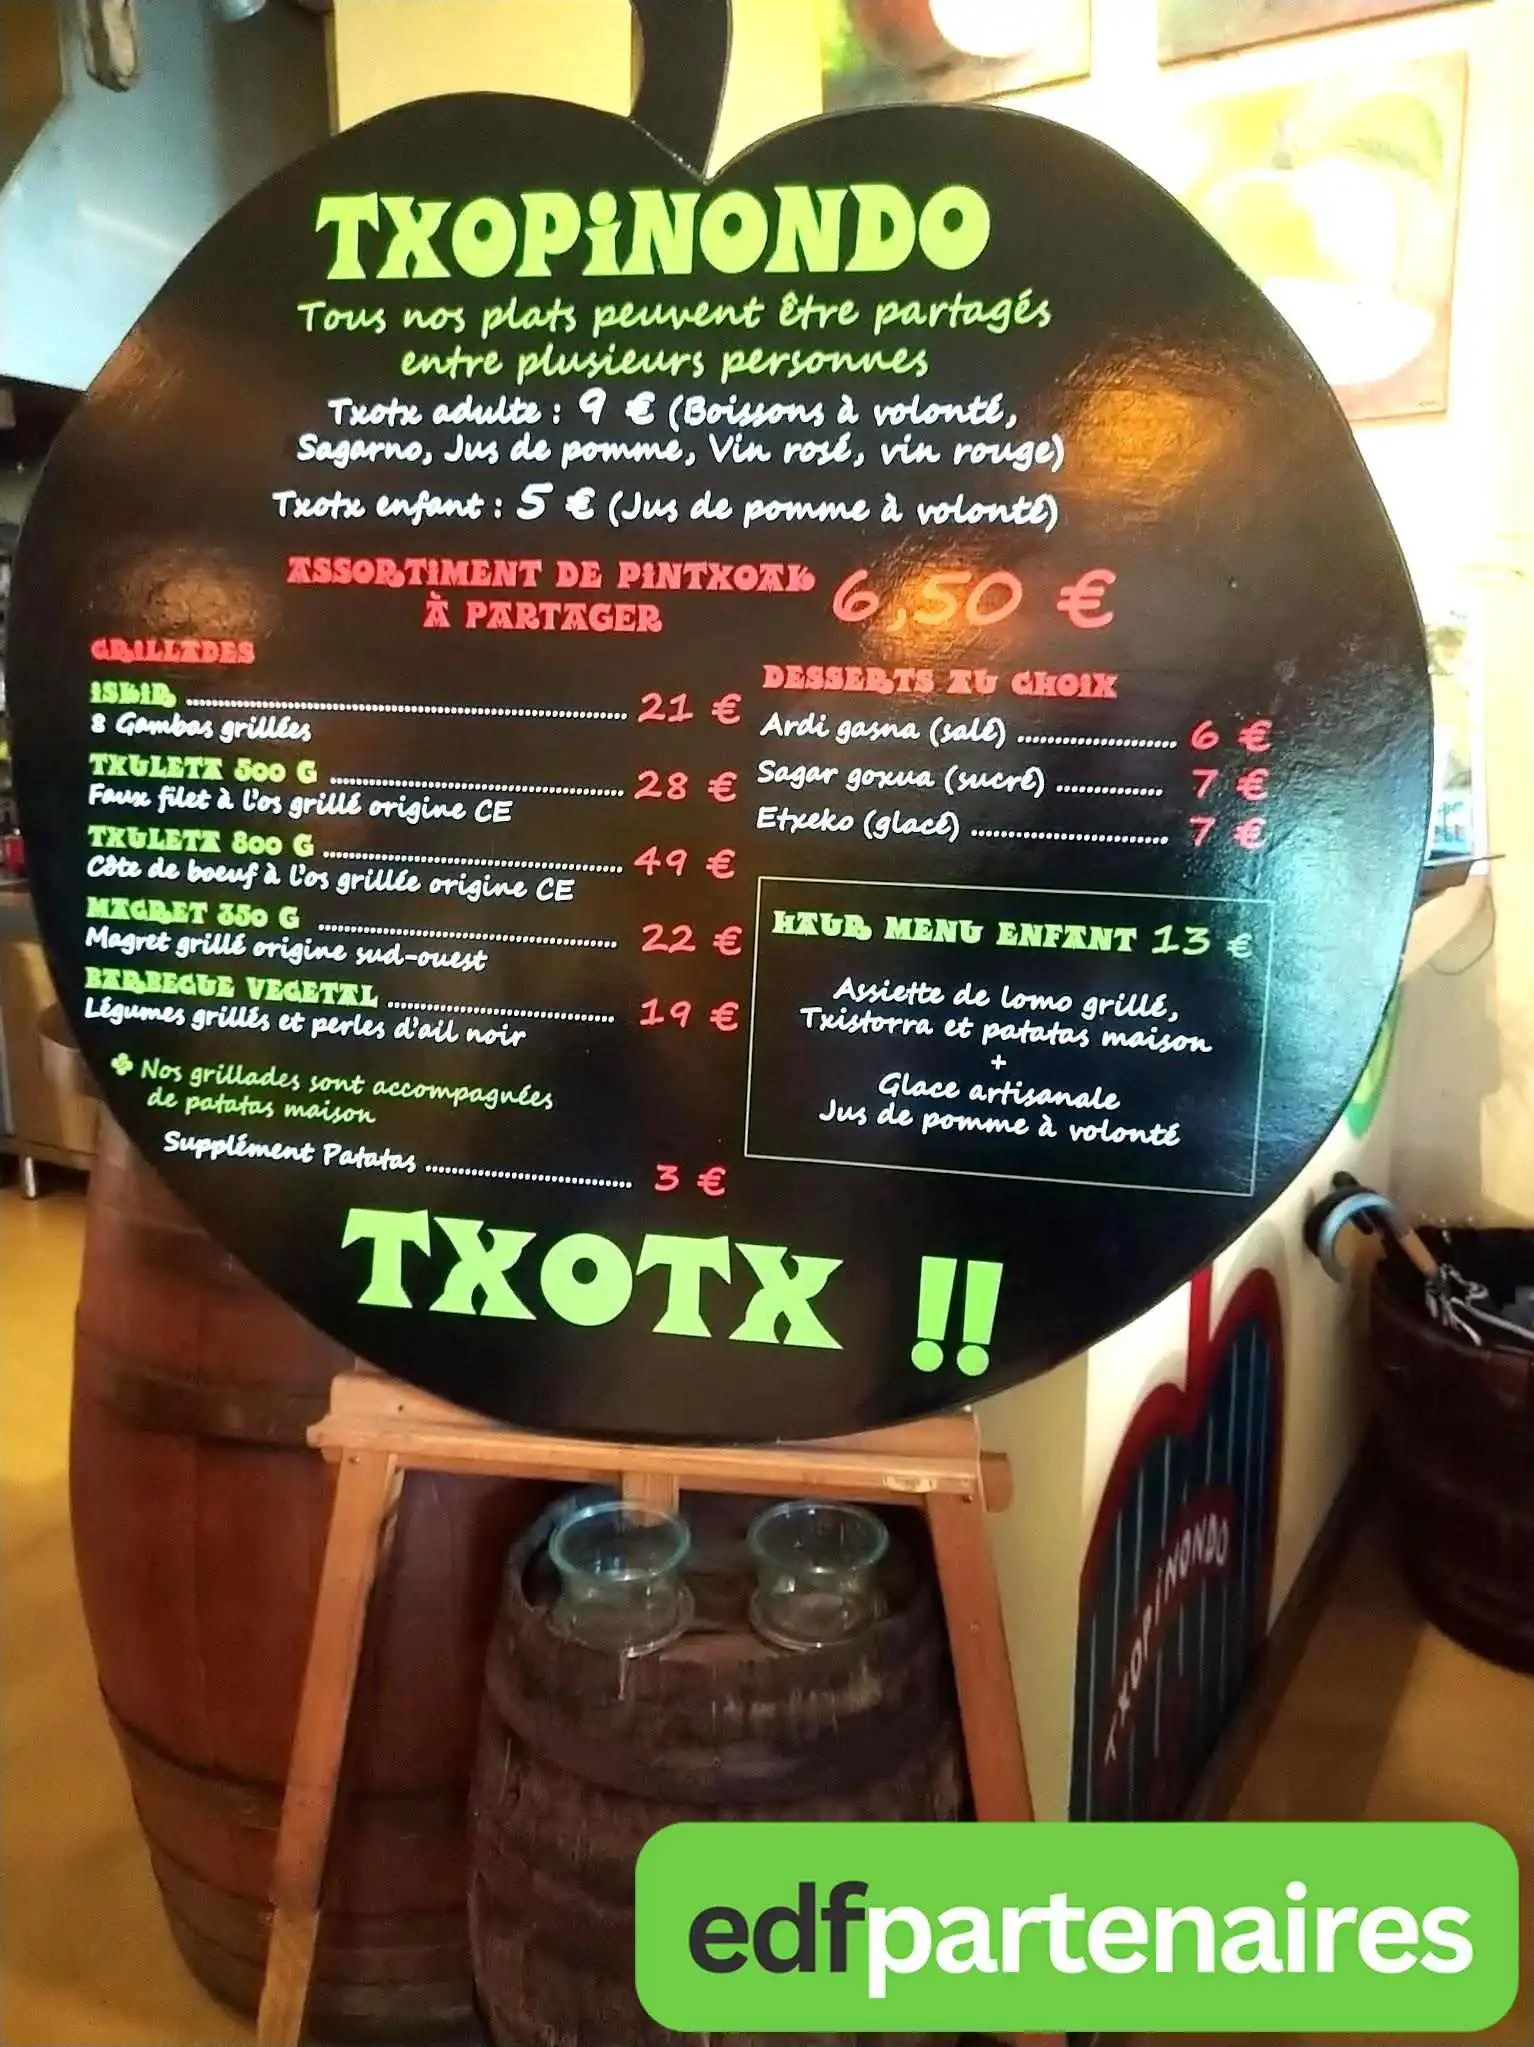 TXOPiNONDO
Tous nos plats peuvent être partagés
entre plusieurs personnes
Txotx adulte : 9 € (Boissons à volonté,
Sagarno, Jus de pomme, Vin rosé, vin rouge)
Txotx enfant : 5 € (Jus de pomme à volonté)
ASSORTiMENT DE PiNTXOAK
À PARTAGER
6,50 €
GRiLLADES
iSKiR ........ 21 €
8 Gambas grillées
TXULETA 500 G ........ 28 €
Faux filet à l'os grillé origine CE
TXULETA 800 G ........ 49 €
Côte de boeuf à l'os grillée origine CE
MAGRET 350 G ........ 22 €
Magret grillé origine sud-ouest
BARBECUE VEGETAL ........ 19 €
Légumes grillés et perles d'ail noir
Nos grillades sont accompagnées
de patatas maison
Supplément Patatas ........ 3 €
DESSERTS AU CHOiX
Ardi gasna (salé) ........ 6 €
Sagar goxua (sucré) ........ 7 €
Etxeko (glacé) ........ 7 €
HAUR MENU ENFANT 13 €
Assiette de lomo grillé,
Txistorra et patatas maison
+
Glace artisanale
Jus de pomme à volonté
TXOTX !!
TXOPiNONDO
edfpartenaires